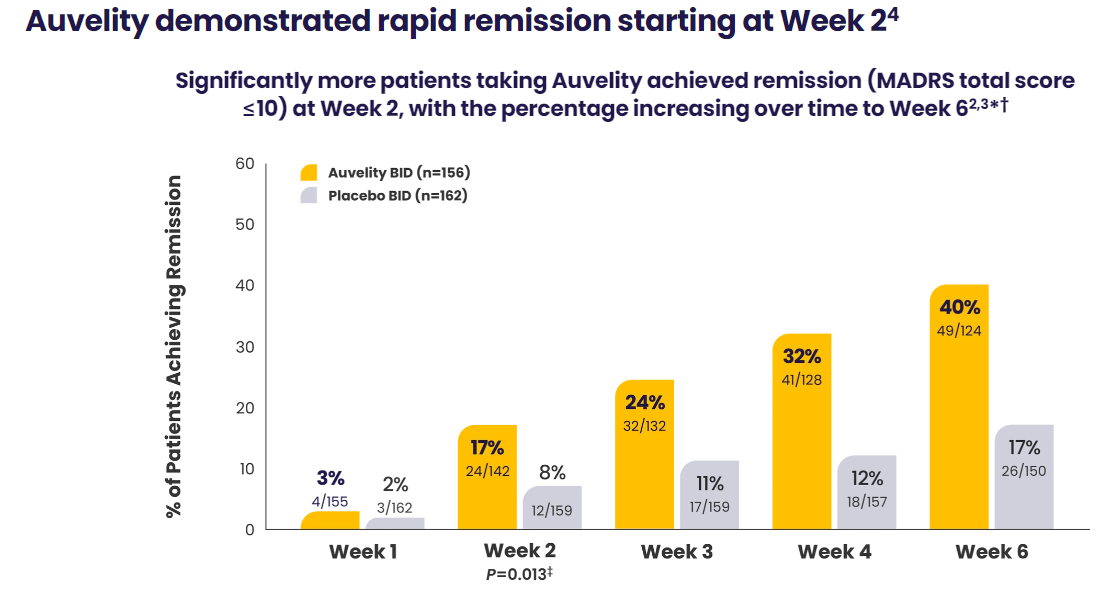 Auvelity demonstrated rapid remission starting at Week 2⁴
Significantly more patients taking Auvelity achieved remission (MADRS total score
≤10) at Week 2, with the percentage increasing over time to Week 6²,³*†
% of Patients Achieving Remission
60
50
40
30
20
10
0
Auvelity BID (n=156)
Placebo BID (n=162)
3%
4/155
2%
3/162
17%
24/142
8%
12/159
24%
32/132
11%
17/159
32%
41/128
12%
18/157
40%
49/124
17%
26/150
Week 1
Week 2
P=0.013‡
Week 3
Week 4
Week 6